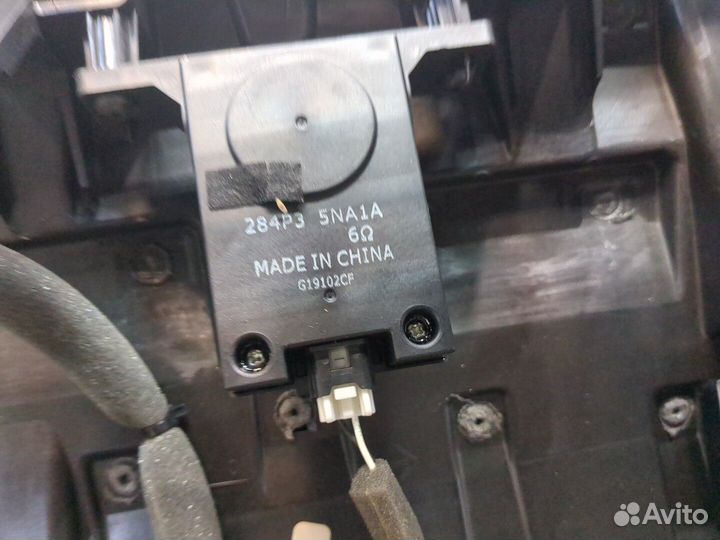 284P3 5NA1A
6Ω
MADE IN CHINA
G19102CF
Avito